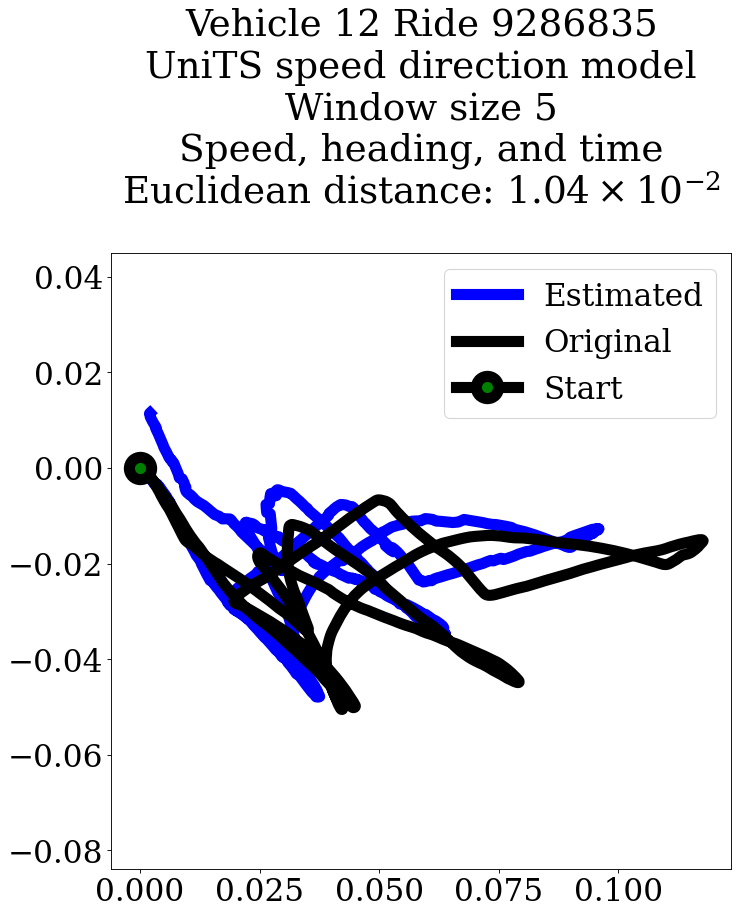 Vehicle 12 Ride 9286835
UniTS speed direction model
Window size 5
Speed, heading, and time
Euclidean distance: 1.04 × 10⁻²
Estimated
Original
Start
0.04
0.02
0.00
−0.02
−0.04
−0.06
−0.08
0.000 0.025 0.050 0.075 0.100